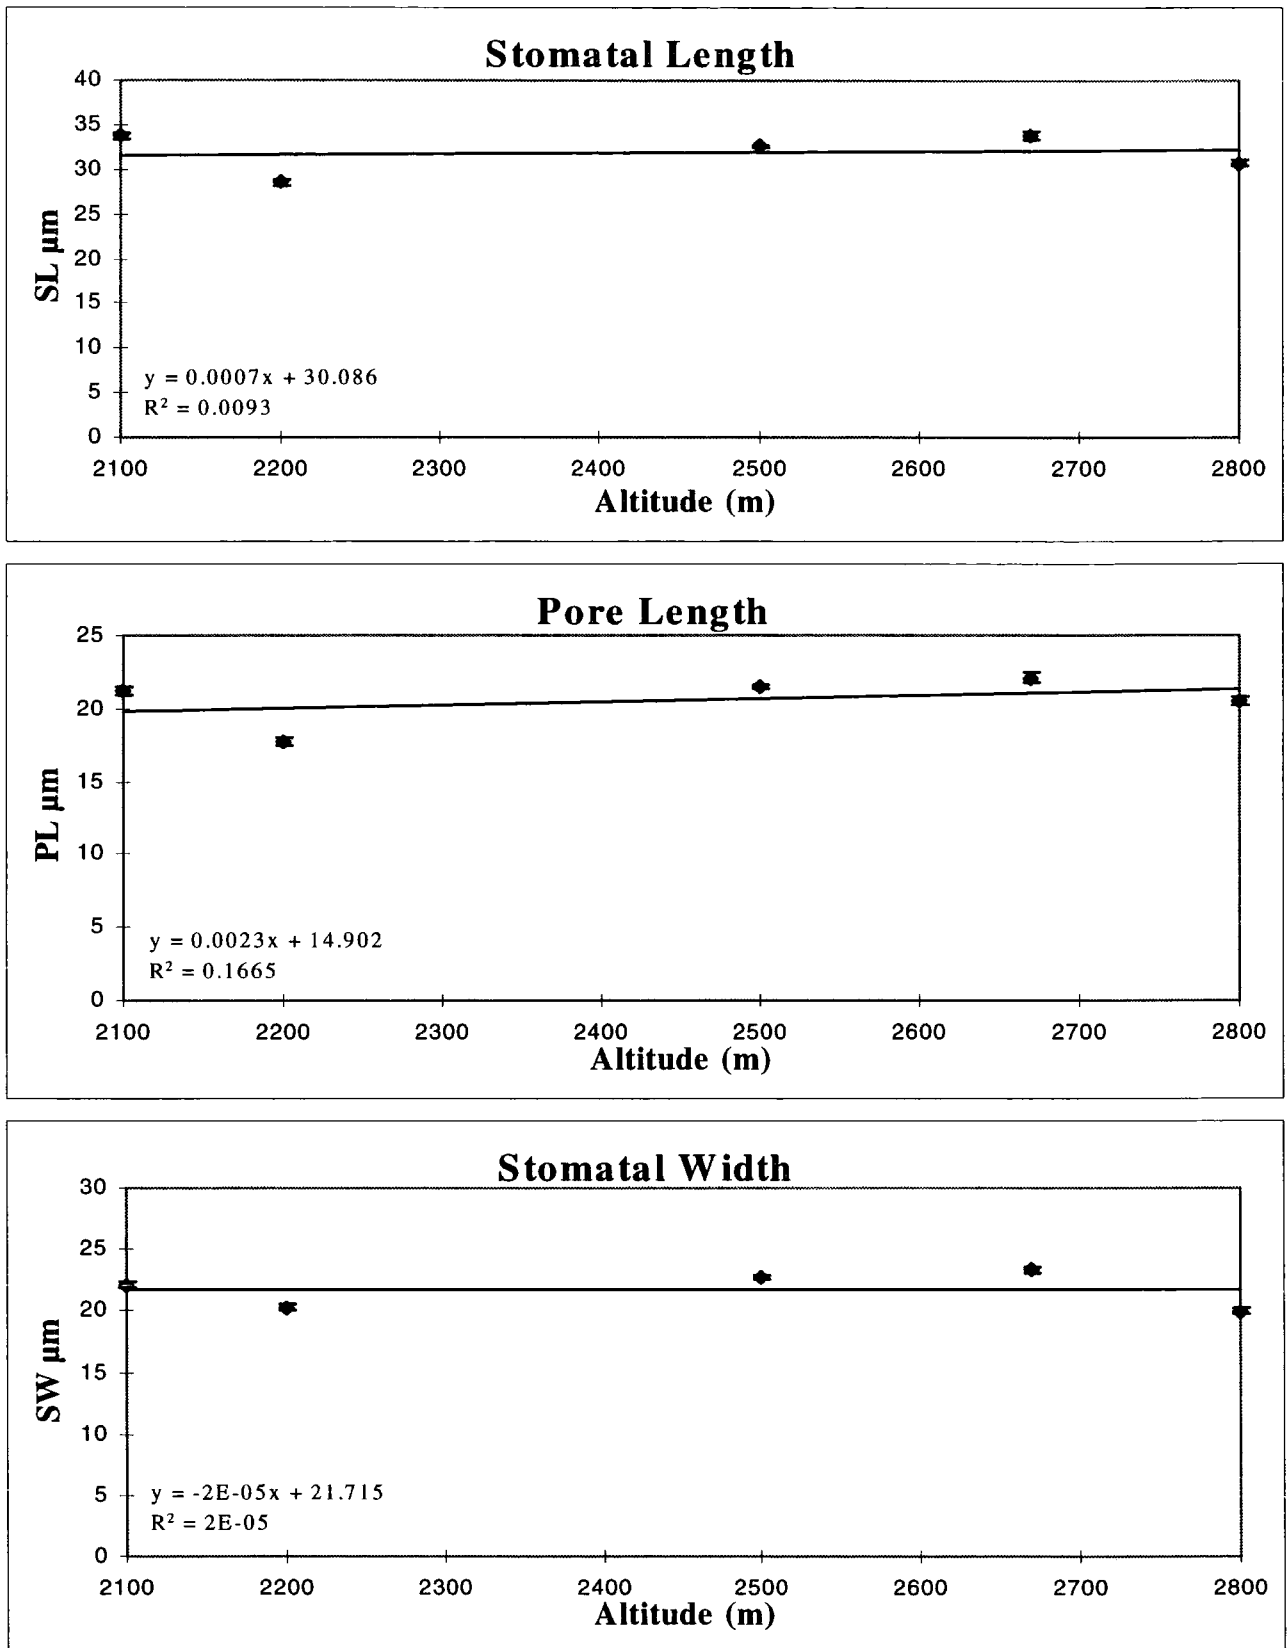 Stomatal Length
40
35
30
25
20
15
10
5
0
SL µm
y = 0.0007x + 30.086
R² = 0.0093
2100 2200 2300 2400 2500 2600 2700 2800
Altitude (m)
Pore Length
25
20
15
10
5
0
PL µm
y = 0.0023x + 14.902
R² = 0.1665
2100 2200 2300 2400 2500 2600 2700 2800
Altitude (m)
Stomatal Width
30
25
20
15
10
5
0
SW µm
y = -2E-05x + 21.715
R² = 2E-05
2100 2200 2300 2400 2500 2600 2700 2800
Altitude (m)